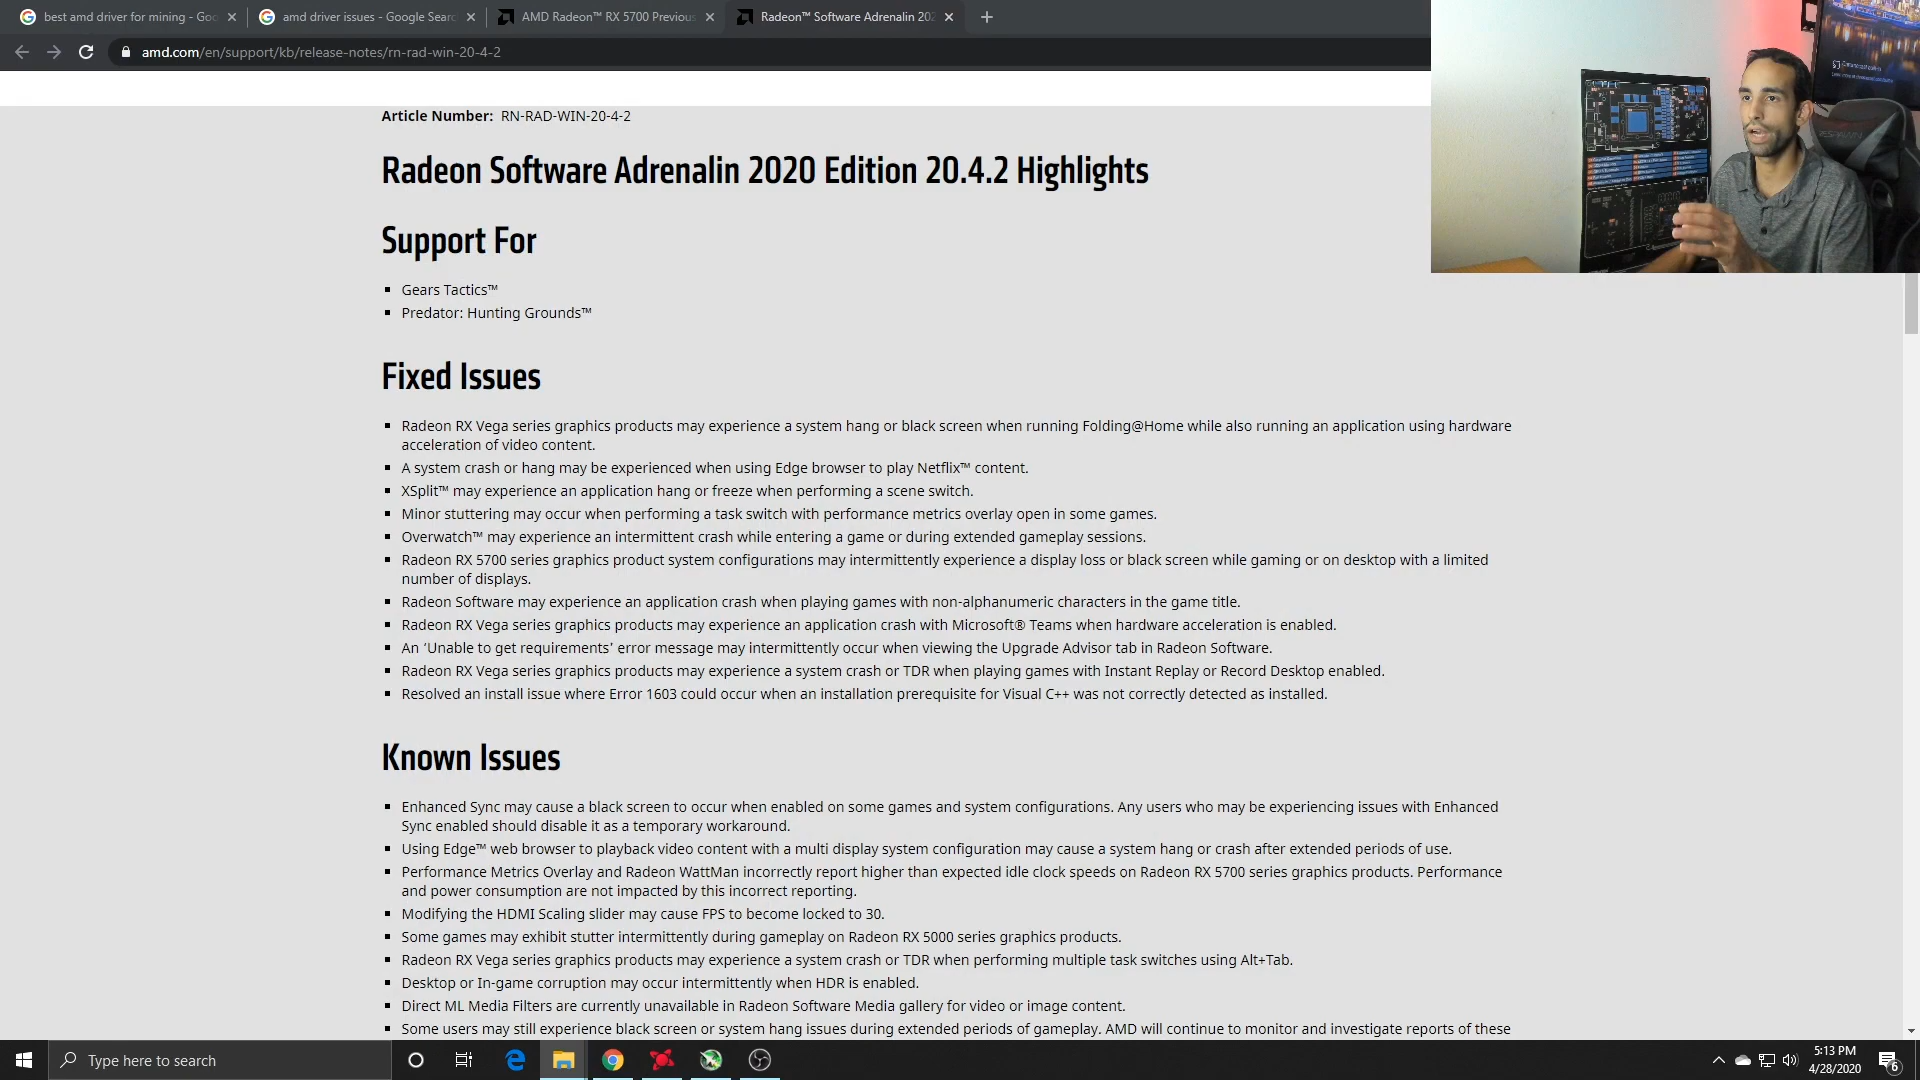 best amd driver for mining - Goo
amd driver issues - Google Searc
AMD Radeon™ RX 5700 Previous
Radeon™ Software Adrenalin 202
amd.com/en/support/kb/release-notes/rn-rad-win-20-4-2
Article Number: RN-RAD-WIN-20-4-2
Radeon Software Adrenalin 2020 Edition 20.4.2 Highlights
Support For
Gears Tactics™
Predator: Hunting Grounds™
Fixed Issues
Radeon RX Vega series graphics products may experience a system hang or black screen when running Folding@Home while also running an application using hardware
acceleration of video content.
A system crash or hang may be experienced when using Edge browser to play Netflix™ content.
XSplit™ may experience an application hang or freeze when performing a scene switch.
Minor stuttering may occur when performing a task switch with performance metrics overlay open in some games.
Overwatch™ may experience an intermittent crash while entering a game or during extended gameplay sessions.
Radeon RX 5700 series graphics product system configurations may intermittently experience a display loss or black screen while gaming or on desktop with a limited
number of displays.
Radeon Software may experience an application crash when playing games with non-alphanumeric characters in the game title.
Radeon RX Vega series graphics products may experience an application crash with Microsoft® Teams when hardware acceleration is enabled.
An ‘Unable to get requirements' error message may intermittently occur when viewing the Upgrade Advisor tab in Radeon Software.
Radeon RX Vega series graphics products may experience a system crash or TDR when playing games with Instant Replay or Record Desktop enabled.
Resolved an install issue where Error 1603 could occur when an installation prerequisite for Visual C++ was not correctly detected as installed.
Known Issues
Enhanced Sync may cause a black screen to occur when enabled on some games and system configurations. Any users who may be experiencing issues with Enhanced
Sync enabled should disable it as a temporary workaround.
Using Edge™ web browser to playback video content with a multi display system configuration may cause a system hang or crash after extended periods of use.
Performance Metrics Overlay and Radeon WattMan incorrectly report higher than expected idle clock speeds on Radeon RX 5700 series graphics products. Performance
and power consumption are not impacted by this incorrect reporting.
Modifying the HDMI Scaling slider may cause FPS to become locked to 30.
Some games may exhibit stutter intermittently during gameplay on Radeon RX 5000 series graphics products.
Radeon RX Vega series graphics products may experience a system crash or TDR when performing multiple task switches using Alt+Tab.
Desktop or In-game corruption may occur intermittently when HDR is enabled.
Direct ML Media Filters are currently unavailable in Radeon Software Media gallery for video or image content.
Some users may still experience black screen or system hang issues during extended periods of gameplay. AMD will continue to monitor and investigate reports of these
Type here to search
5:13 PM
4/28/2020
6